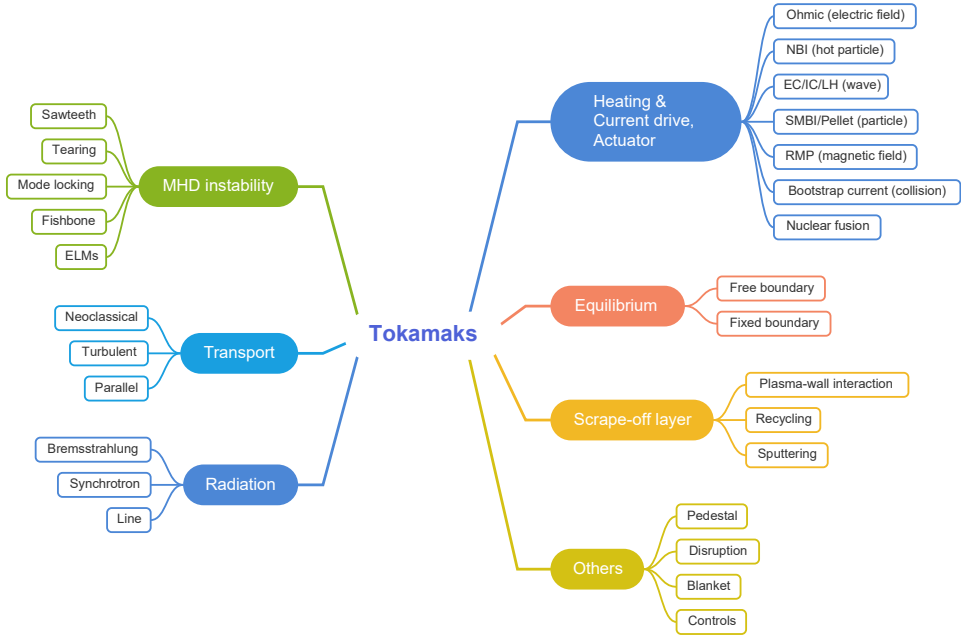 Tokamaks
MHD instability
Sawteeth
Tearing
Mode locking
Fishbone
ELMs
Transport
Neoclassical
Turbulent
Parallel
Radiation
Bremsstrahlung
Synchrotron
Line
Heating &
Current drive,
Actuator
Ohmic (electric field)
NBI (hot particle)
EC/IC/LH (wave)
SMBI/Pellet (particle)
RMP (magnetic field)
Bootstrap current (collision)
Nuclear fusion
Equilibrium
Free boundary
Fixed boundary
Scrape-off layer
Plasma-wall interaction
Recycling
Sputtering
Others
Pedestal
Disruption
Blanket
Controls